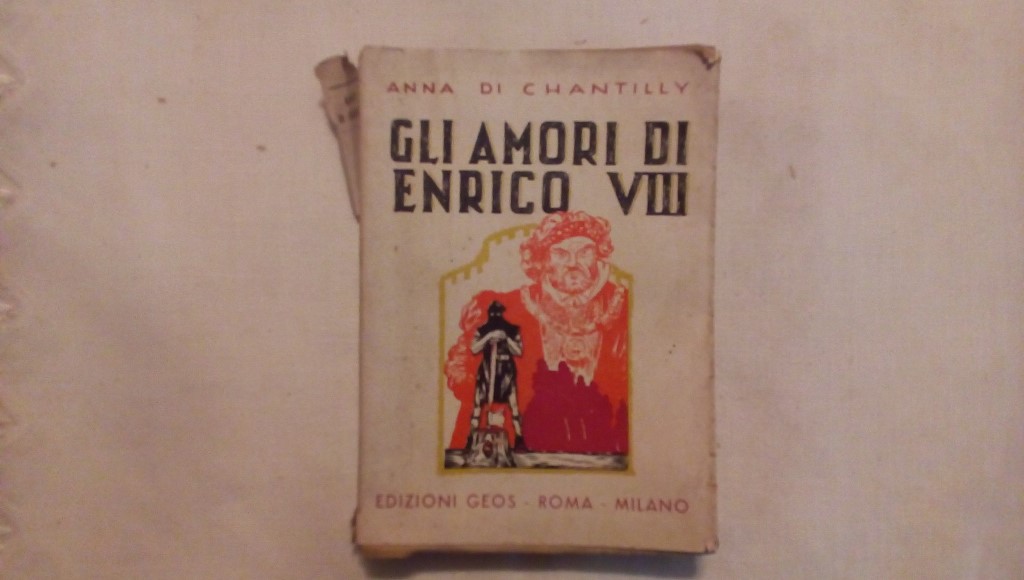 ANNA DI CHANTILLY
GLI AMORI DI
ENRICO VIII
EDIZIONI GEOS - ROMA - MILANO